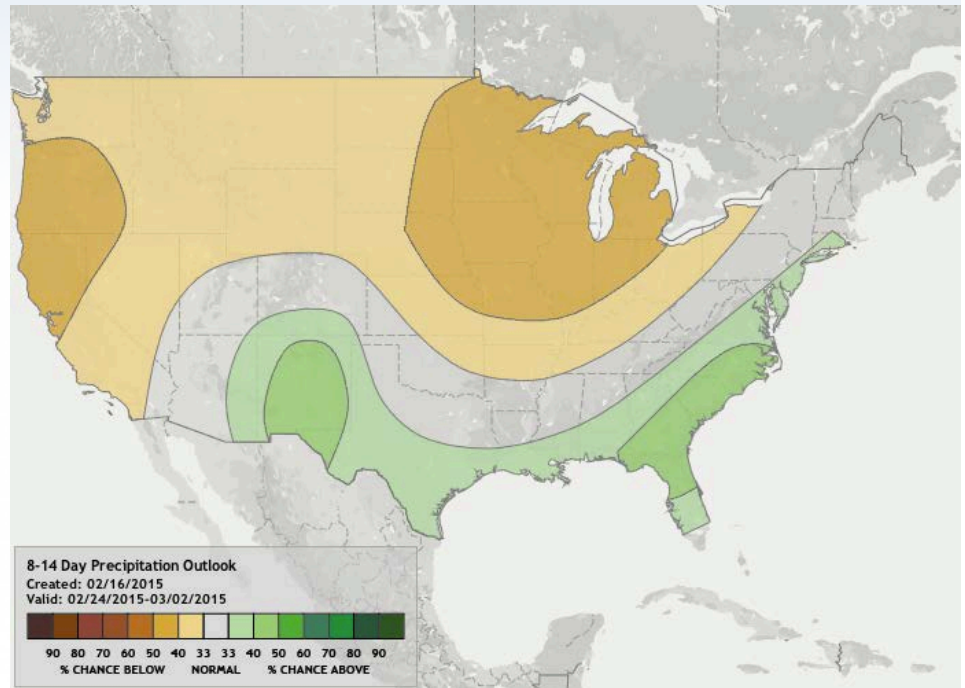 8-14 Day Precipitation Outlook
Created: 02/16/2015
Valid: 02/24/2015-03/02/2015
90 80 70 60 50 40 33 33 40 50 60 70 80 90
% CHANCE BELOW NORMAL % CHANCE ABOVE